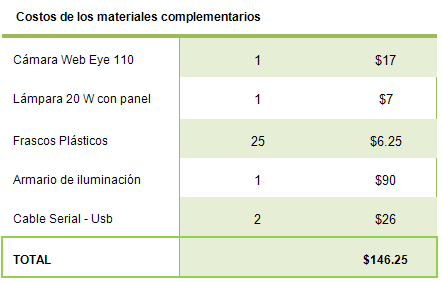 Costos de los materiales complementarios
Cámara Web Eye 110 1 $17
Lámpara 20 W con panel 1 $7
Frascos Plásticos 25 $6.25
Armario de iluminación 1 $90
Cable Serial - Usb 2 $26
TOTAL $146.25